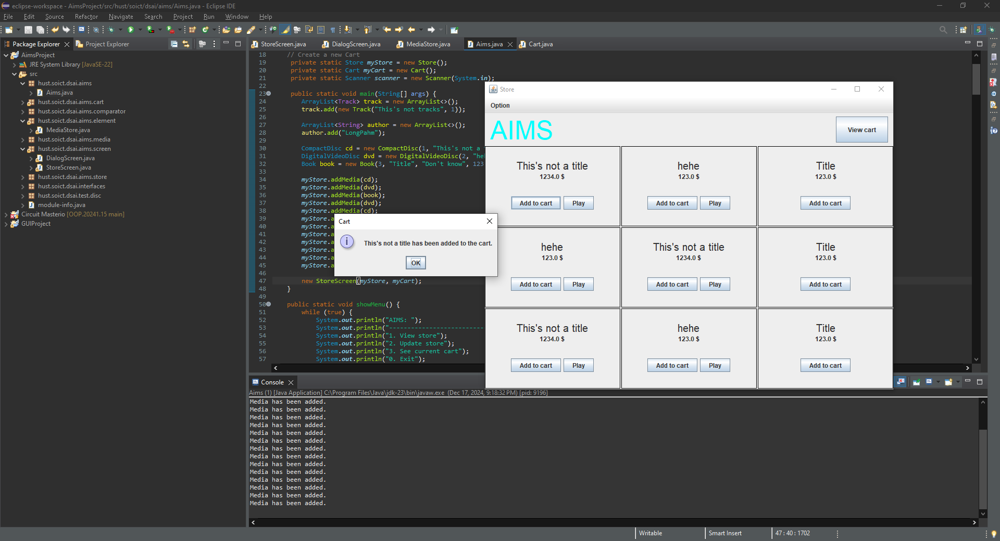 eclipse-workspace - AimsProject/src/hust/soict/dsai/aims/Aims.java - Eclipse IDE
File Edit Source Refactor Navigate Search Project Run Window Help
Package Explorer Project Explorer
AimsProject
JRE System Library [JavaSE-22]
src
hust.soict.dsai.aims
Aims.java
hust.soict.dsai.aims.cart
hust.soict.dsai.aims.comparator
hust.soict.dsai.aims.element
MediaStore.java
hust.soict.dsai.aims.media
hust.soict.dsai.aims.screen
DialogScreen.java
StoreScreen.java
hust.soict.dsai.aims.store
hust.soict.dsai.interfaces
hust.soict.dsai.test.disc
module-info.java
Circuit Masterio [OOP.20241.15 main]
GUIProject
StoreScreen.java DialogScreen.java MediaStore.java Aims.java Cart.java
18 // Create a new Cart
19 private static Store myStore = new Store();
20 private static Cart myCart = new Cart();
21 private static Scanner scanner = new Scanner(System.in);
22
23 public static void main(String[] args) {
24 ArrayList<Track> track = new ArrayList<>();
25 track.add(new Track("This's not tracks", 1));
26
27 ArrayList<String> author = new ArrayList<>();
28 author.add("LongPahm");
29
30 CompactDisc cd = new CompactDisc(1, "This's not a
31 DigitalVideoDisc dvd = new DigitalVideoDisc(2, "he
32 Book book = new Book(3, "Title", "Don't know", 123
33
34 myStore.addMedia(cd);
35 myStore.addMedia(dvd);
36 myStore.addMedia(book);
37 myStore.addMedia(dvd);
38 myStore.addMedia(cd);
39 myStore.a
40 myStore.a
41 myStore.a
42 myStore.a
43 myStore.a
44 myStore.a
45 myStore.a
46
47 new StoreScreen(myStore, myCart);
48 }
49
50 public static void showMenu() {
51 while (true) {
52 System.out.println("AIMS: ");
53 System.out.println("--------------------------
54 System.out.println("1. View store");
55 System.out.println("2. Update store");
56 System.out.println("3. See current cart");
57 System.out.println("0. Exit");
Cart
This's not a title has been added to the cart.
OK
Store
Option
AIMS
View cart
This's not a title hehe Title
1234.0 $ 123.0 $ 123.0 $
Add to cart Play Add to cart Play Add to cart
hehe This's not a title Title
123.0 $ 1234.0 $ 123.0 $
Add to cart Play Add to cart Play Add to cart
This's not a title hehe Title
1234.0 $ 123.0 $ 123.0 $
Add to cart Play Add to cart Play Add to cart
Console
Aims (1) [Java Application] C:\Program Files\Java\jdk-23\bin\javaw.exe (Dec 17, 2024, 9:18:32 PM) [pid: 9196]
Media has been added.
Media has been added.
Media has been added.
Media has been added.
Media has been added.
Media has been added.
Media has been added.
Media has been added.
Media has been added.
Media has been added.
Media has been added.
Media has been added.
Media has been added.
Media has been added.
Writable Smart Insert 47 : 40 : 1702